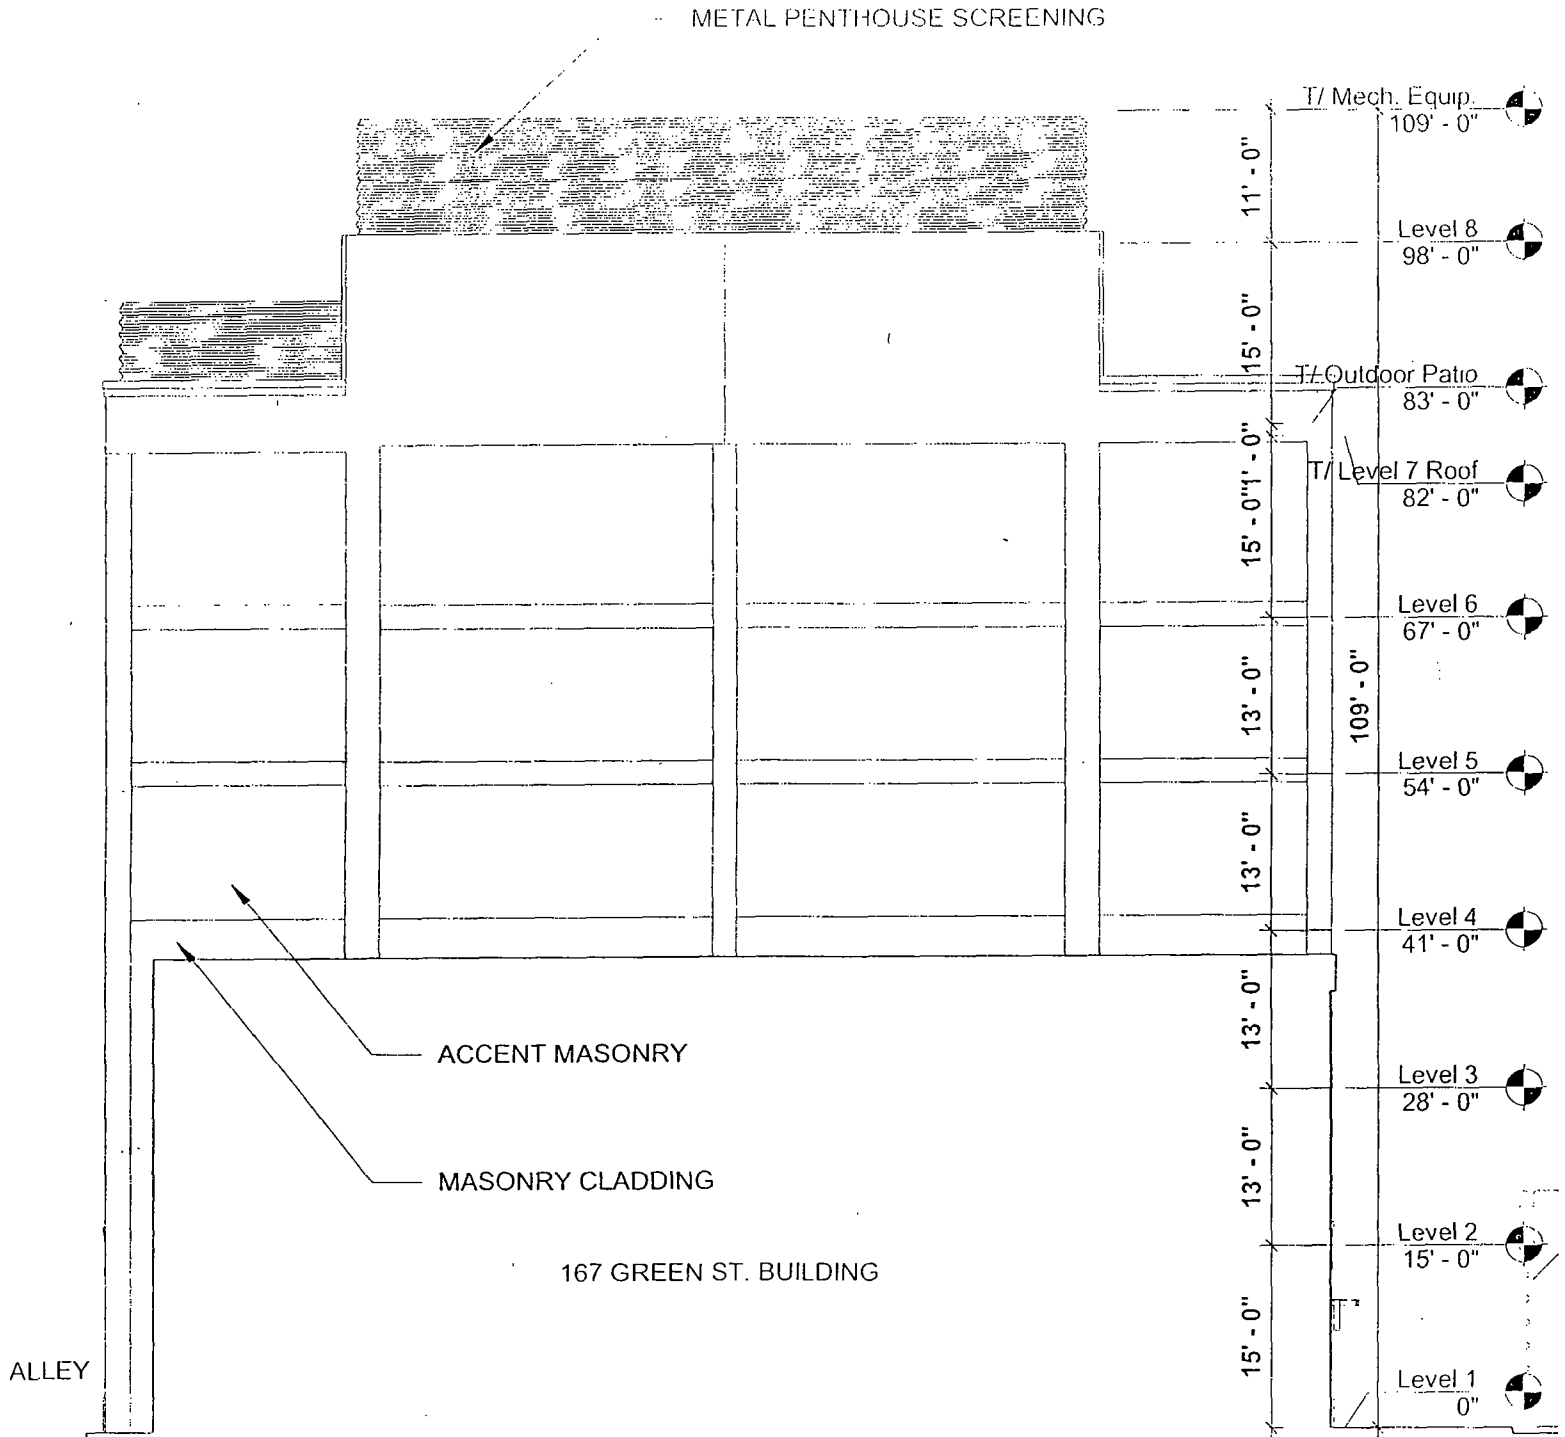 METAL PENTHOUSE SCREENING
T/ Mech. Equip.
109' - 0"
11' - 0"
Level 8
98' - 0"
15' - 0"
T/ Outdoor Patio
83' - 0"
1' - 0"
T/ Level 7 Roof
82' - 0"
15' - 0"
Level 6
67' - 0"
13' - 0"
109' - 0"
Level 5
54' - 0"
13' - 0"
Level 4
41' - 0"
13' - 0"
ACCENT MASONRY
Level 3
28' - 0"
13' - 0"
MASONRY CLADDING
Level 2
15' - 0"
167 GREEN ST. BUILDING
15' - 0"
ALLEY
Level 1
0"